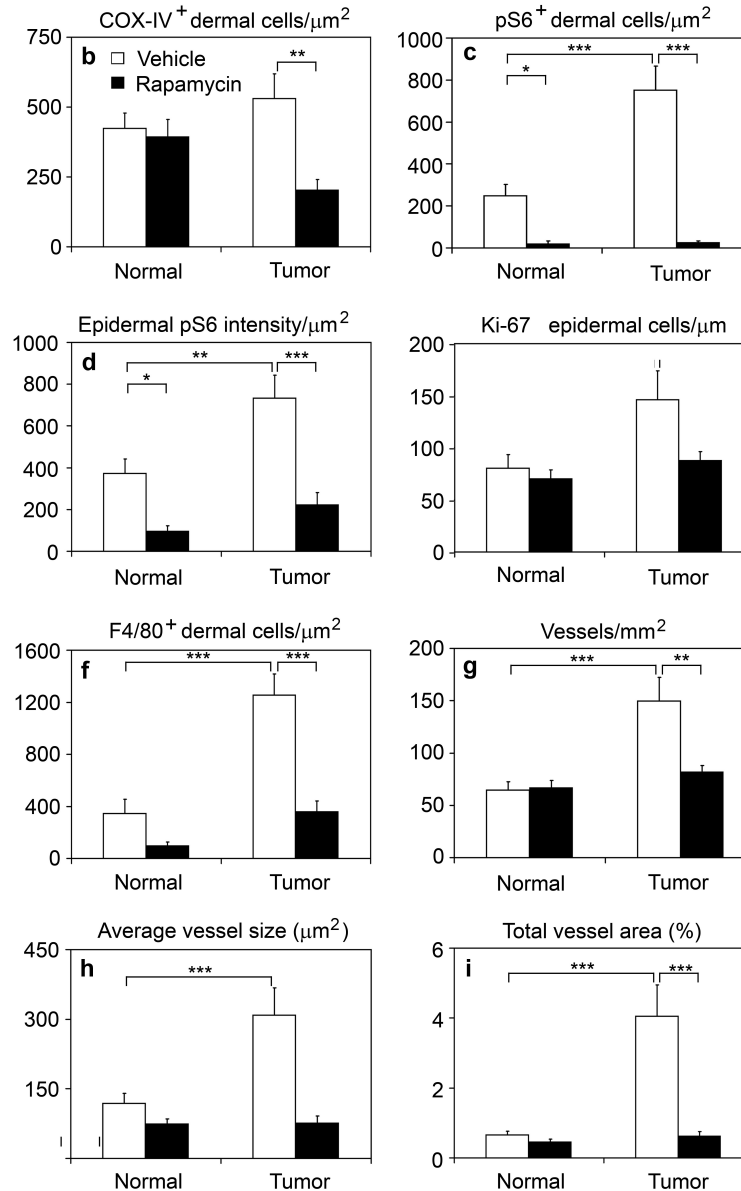 COX-IV+ dermal cells/μm2
750
500
250
0
b
Vehicle
Rapamycin
**
Normal
Tumor
pS6+ dermal cells/μm2
1000
800
600
400
200
0
c
***
***
*
Normal
Tumor
Epidermal pS6 intensity/μm2
1000
800
600
400
200
0
d
**
***
*
Normal
Tumor
Ki-67 epidermal cells/μm
200
150
100
50
0
Normal
Tumor
F4/80+ dermal cells/μm2
1600
1200
800
400
0
f
***
***
Normal
Tumor
Vessels/mm2
200
150
100
50
0
g
***
**
Normal
Tumor
Average vessel size (μm2)
450
300
150
0
h
***
Normal
Tumor
Total vessel area (%)
6
4
2
0
i
***
***
Normal
Tumor